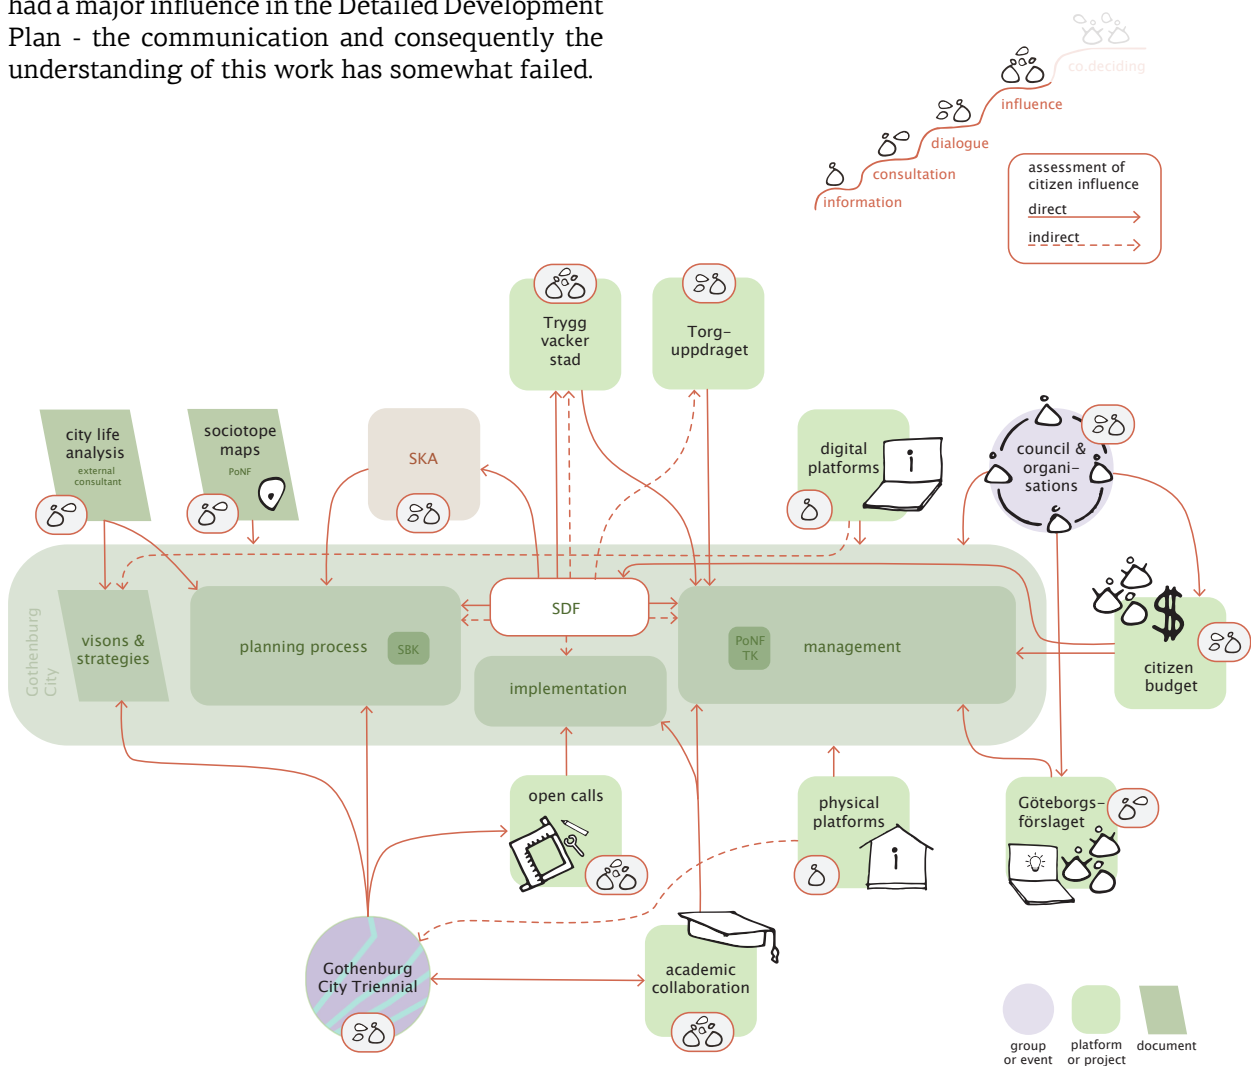 had a major influence in the Detailed Development
Plan - the communication and consequently the
understanding of this work has somewhat failed.
co.deciding
influence
dialogue
consultation
information
assessment of
citizen influence
direct
indirect
Trygg
vacker
stad
Torg-
uppdraget
city life
analysis
external
consultant
sociotope
maps
PoNF
SKA
digital
platforms
i
council &
organi-
sations
Gothenburg
City
visons &
strategies
planning process
SBK
SDF
implementation
PoNF
TK
management
$
citizen
budget
open calls
physical
platforms
i
Göteborgs-
förslaget
Gothenburg
City Triennial
academic
collaboration
group
or event
platform
or project
document